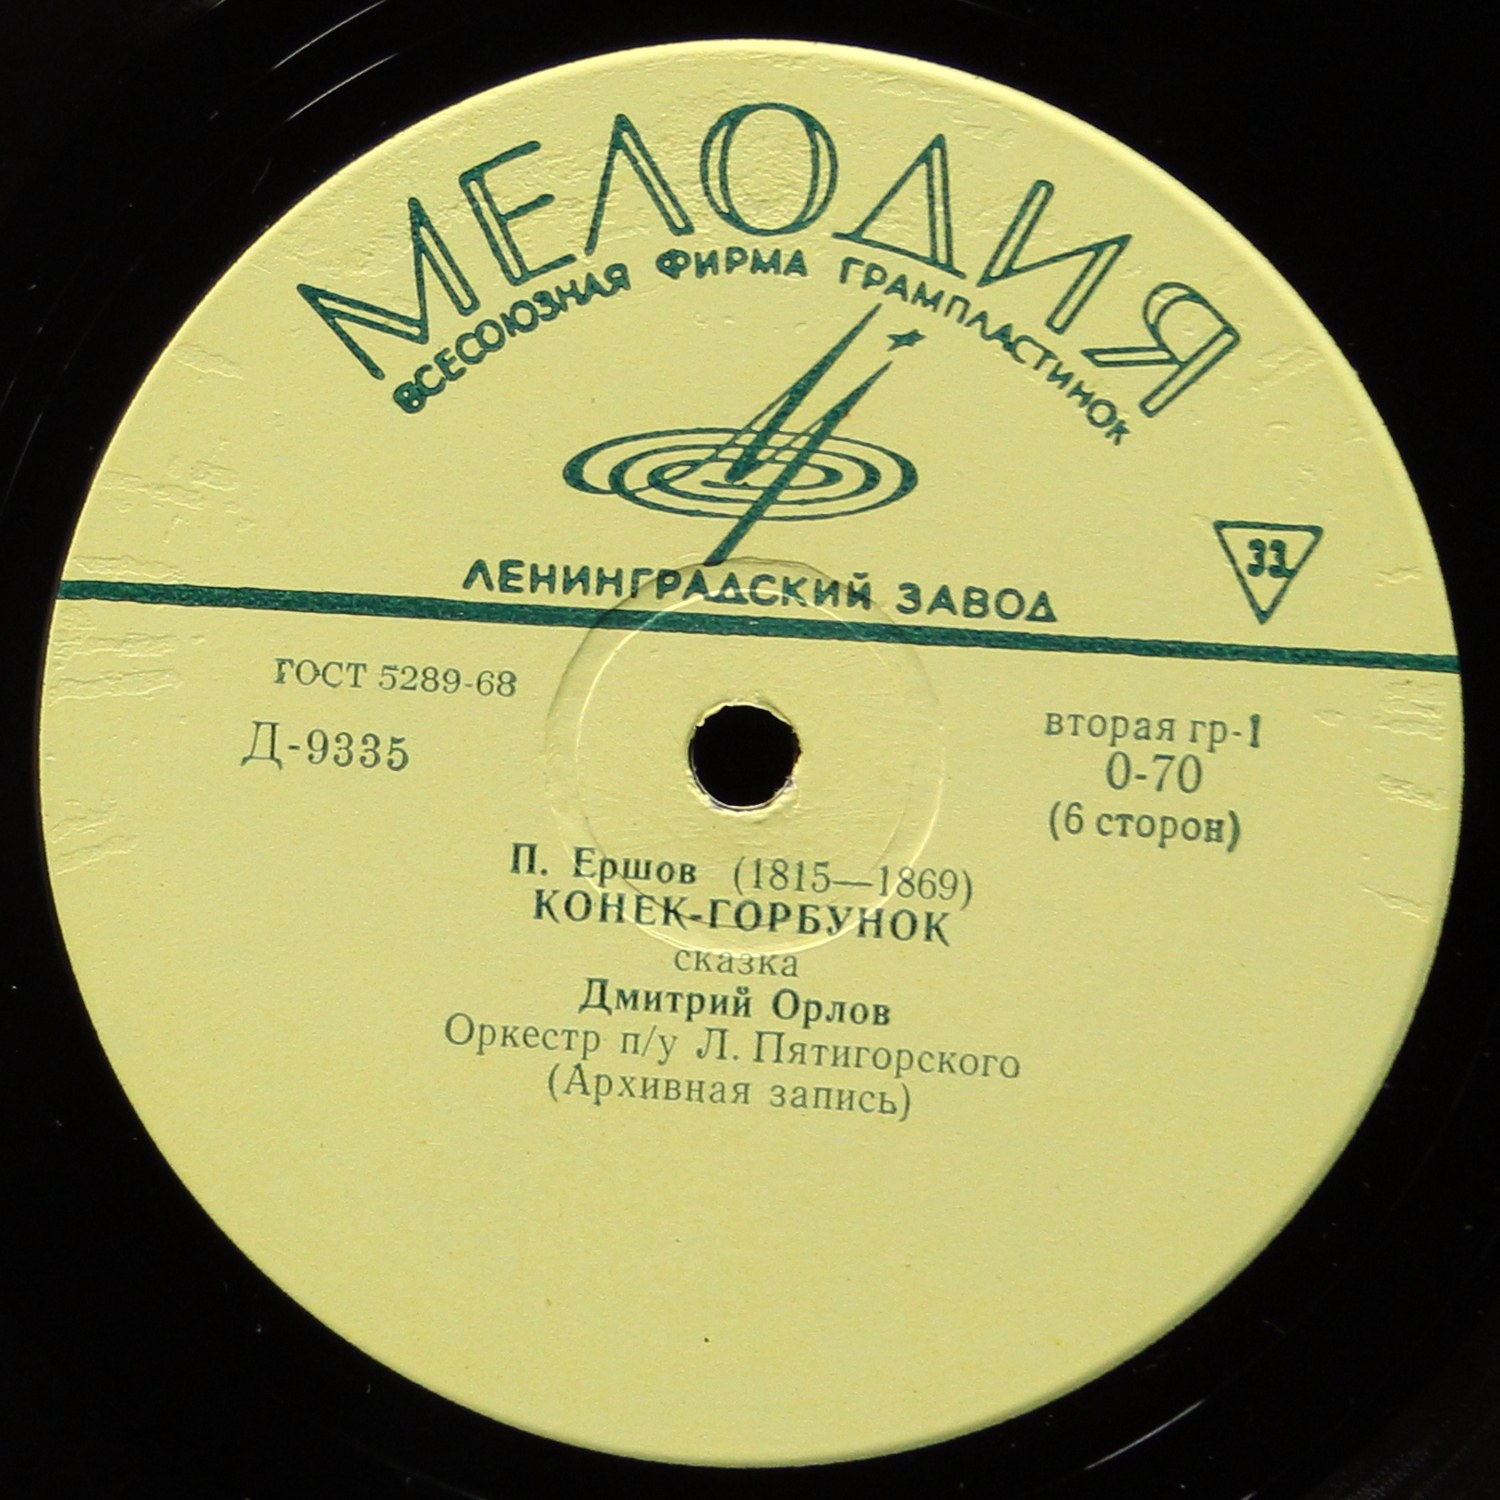 МЕЛОДИЯ
ВСЕСОЮЗНАЯ ФИРМА ГРАМПЛАСТИНОК
33
ЛЕНИНГРАДСКИЙ ЗАВОД
ГОСТ 5289-68
Д-9335
вторая гр-1
0-70
(6 сторон)
П. Ершов (1815—1869)
КОНЕК-ГОРБУНОК
сказка
Дмитрий Орлов
Оркестр п/у Л. Пятигорского
(Архивная запись)